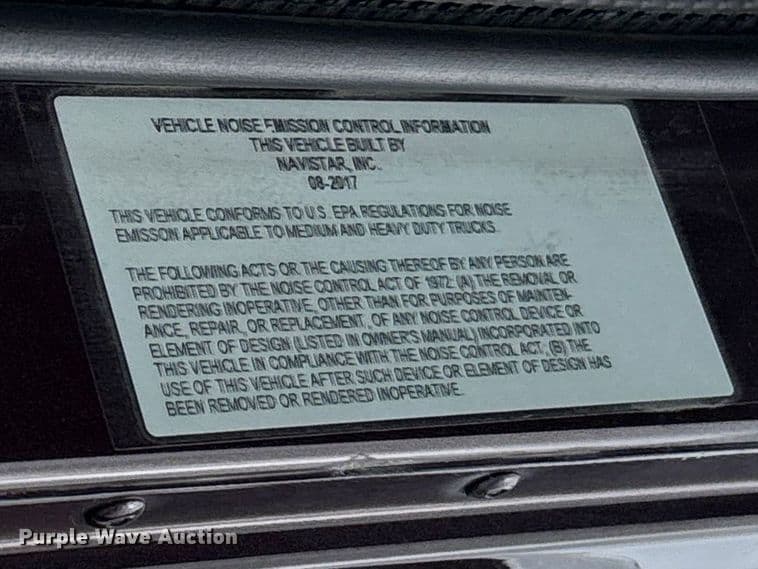 VEHICLE NOISE EMISSION CONTROL INFORMATION
THIS VEHICLE BUILT BY
NAVISTAR, INC.
08-2017
THIS VEHICLE CONFORMS TO U.S. EPA REGULATIONS FOR NOISE
EMISSON APPLICABLE TO MEDIUM AND HEAVY DUTY TRUCKS.
THE FOLLOWING ACTS OR THE CAUSING THEREOF BY ANY PERSON ARE
PROHIBITED BY THE NOISE CONTROL ACT OF 1972: (A) THE REMOVAL OR
RENDERING INOPERATIVE, OTHER THAN FOR PURPOSES OF MAINTEN-
ANCE, REPAIR, OR REPLACEMENT, OF ANY NOISE CONTROL DEVICE OR
ELEMENT OF DESIGN (LISTED IN OWNER'S MANUAL) INCORPORATED INTO
THIS VEHICLE IN COMPLIANCE WITH THE NOISE CONTROL ACT, (B) THE
USE OF THIS VEHICLE AFTER SUCH DEVICE OR ELEMENT OF DESIGN HAS
BEEN REMOVED OR RENDERED INOPERATIVE.
Purple Wave Auction